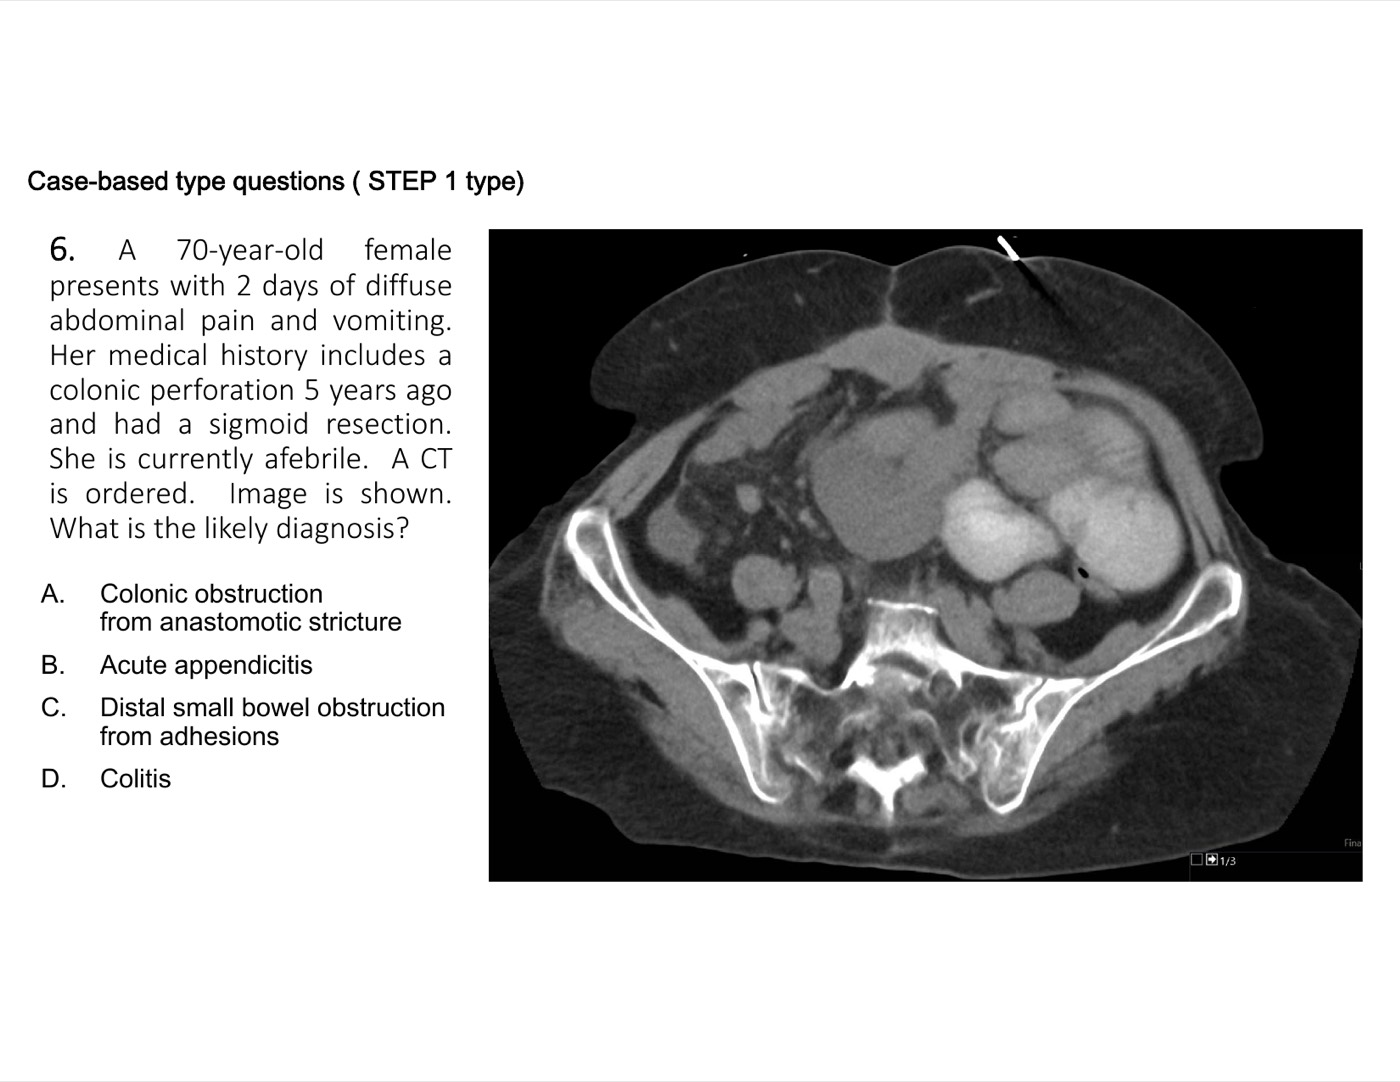 Case-based type questions ( STEP 1 type)
6. A 70-year-old female
presents with 2 days of diffuse
abdominal pain and vomiting.
Her medical history includes a
colonic perforation 5 years ago
and had a sigmoid resection.
She is currently afebrile. A CT
is ordered. Image is shown.
What is the likely diagnosis?
A. Colonic obstruction
from anastomotic stricture
B. Acute appendicitis
C. Distal small bowel obstruction
from adhesions
D. Colitis
Fina
1/3